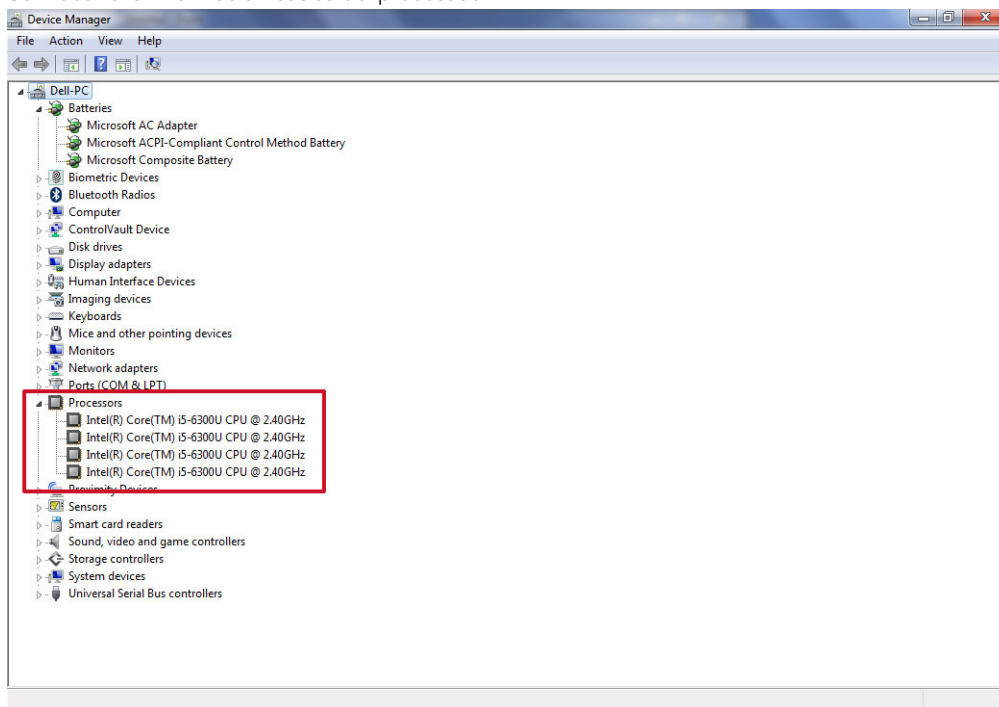 Device Manager
File Action View Help
Dell-PC
Batteries
Microsoft AC Adapter
Microsoft ACPI-Compliant Control Method Battery
Microsoft Composite Battery
Biometric Devices
Bluetooth Radios
Computer
ControlVault Device
Disk drives
Display adapters
Human Interface Devices
Imaging devices
Keyboards
Mice and other pointing devices
Monitors
Network adapters
Ports (COM & LPT)
Processors
Intel(R) Core(TM) i5-6300U CPU @ 2.40GHz
Intel(R) Core(TM) i5-6300U CPU @ 2.40GHz
Intel(R) Core(TM) i5-6300U CPU @ 2.40GHz
Intel(R) Core(TM) i5-6300U CPU @ 2.40GHz
Proximity Devices
Sensors
Smart card readers
Sound, video and game controllers
Storage controllers
System devices
Universal Serial Bus controllers